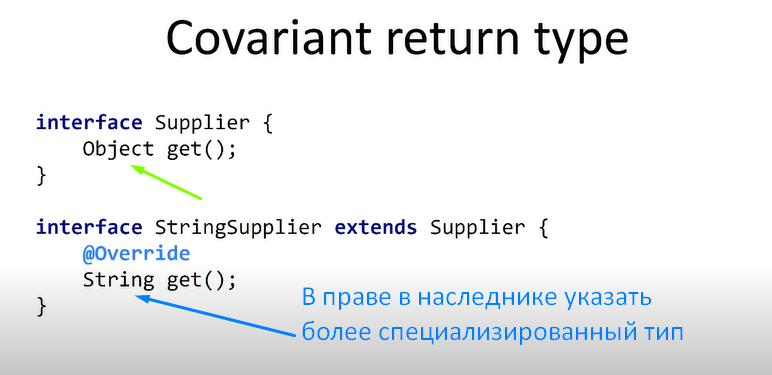 Covariant return type
interface Supplier {
Object get();
}
interface StringSupplier extends Supplier {
@Override
String get();
}
В праве в наследнике указать
более специализированный тип